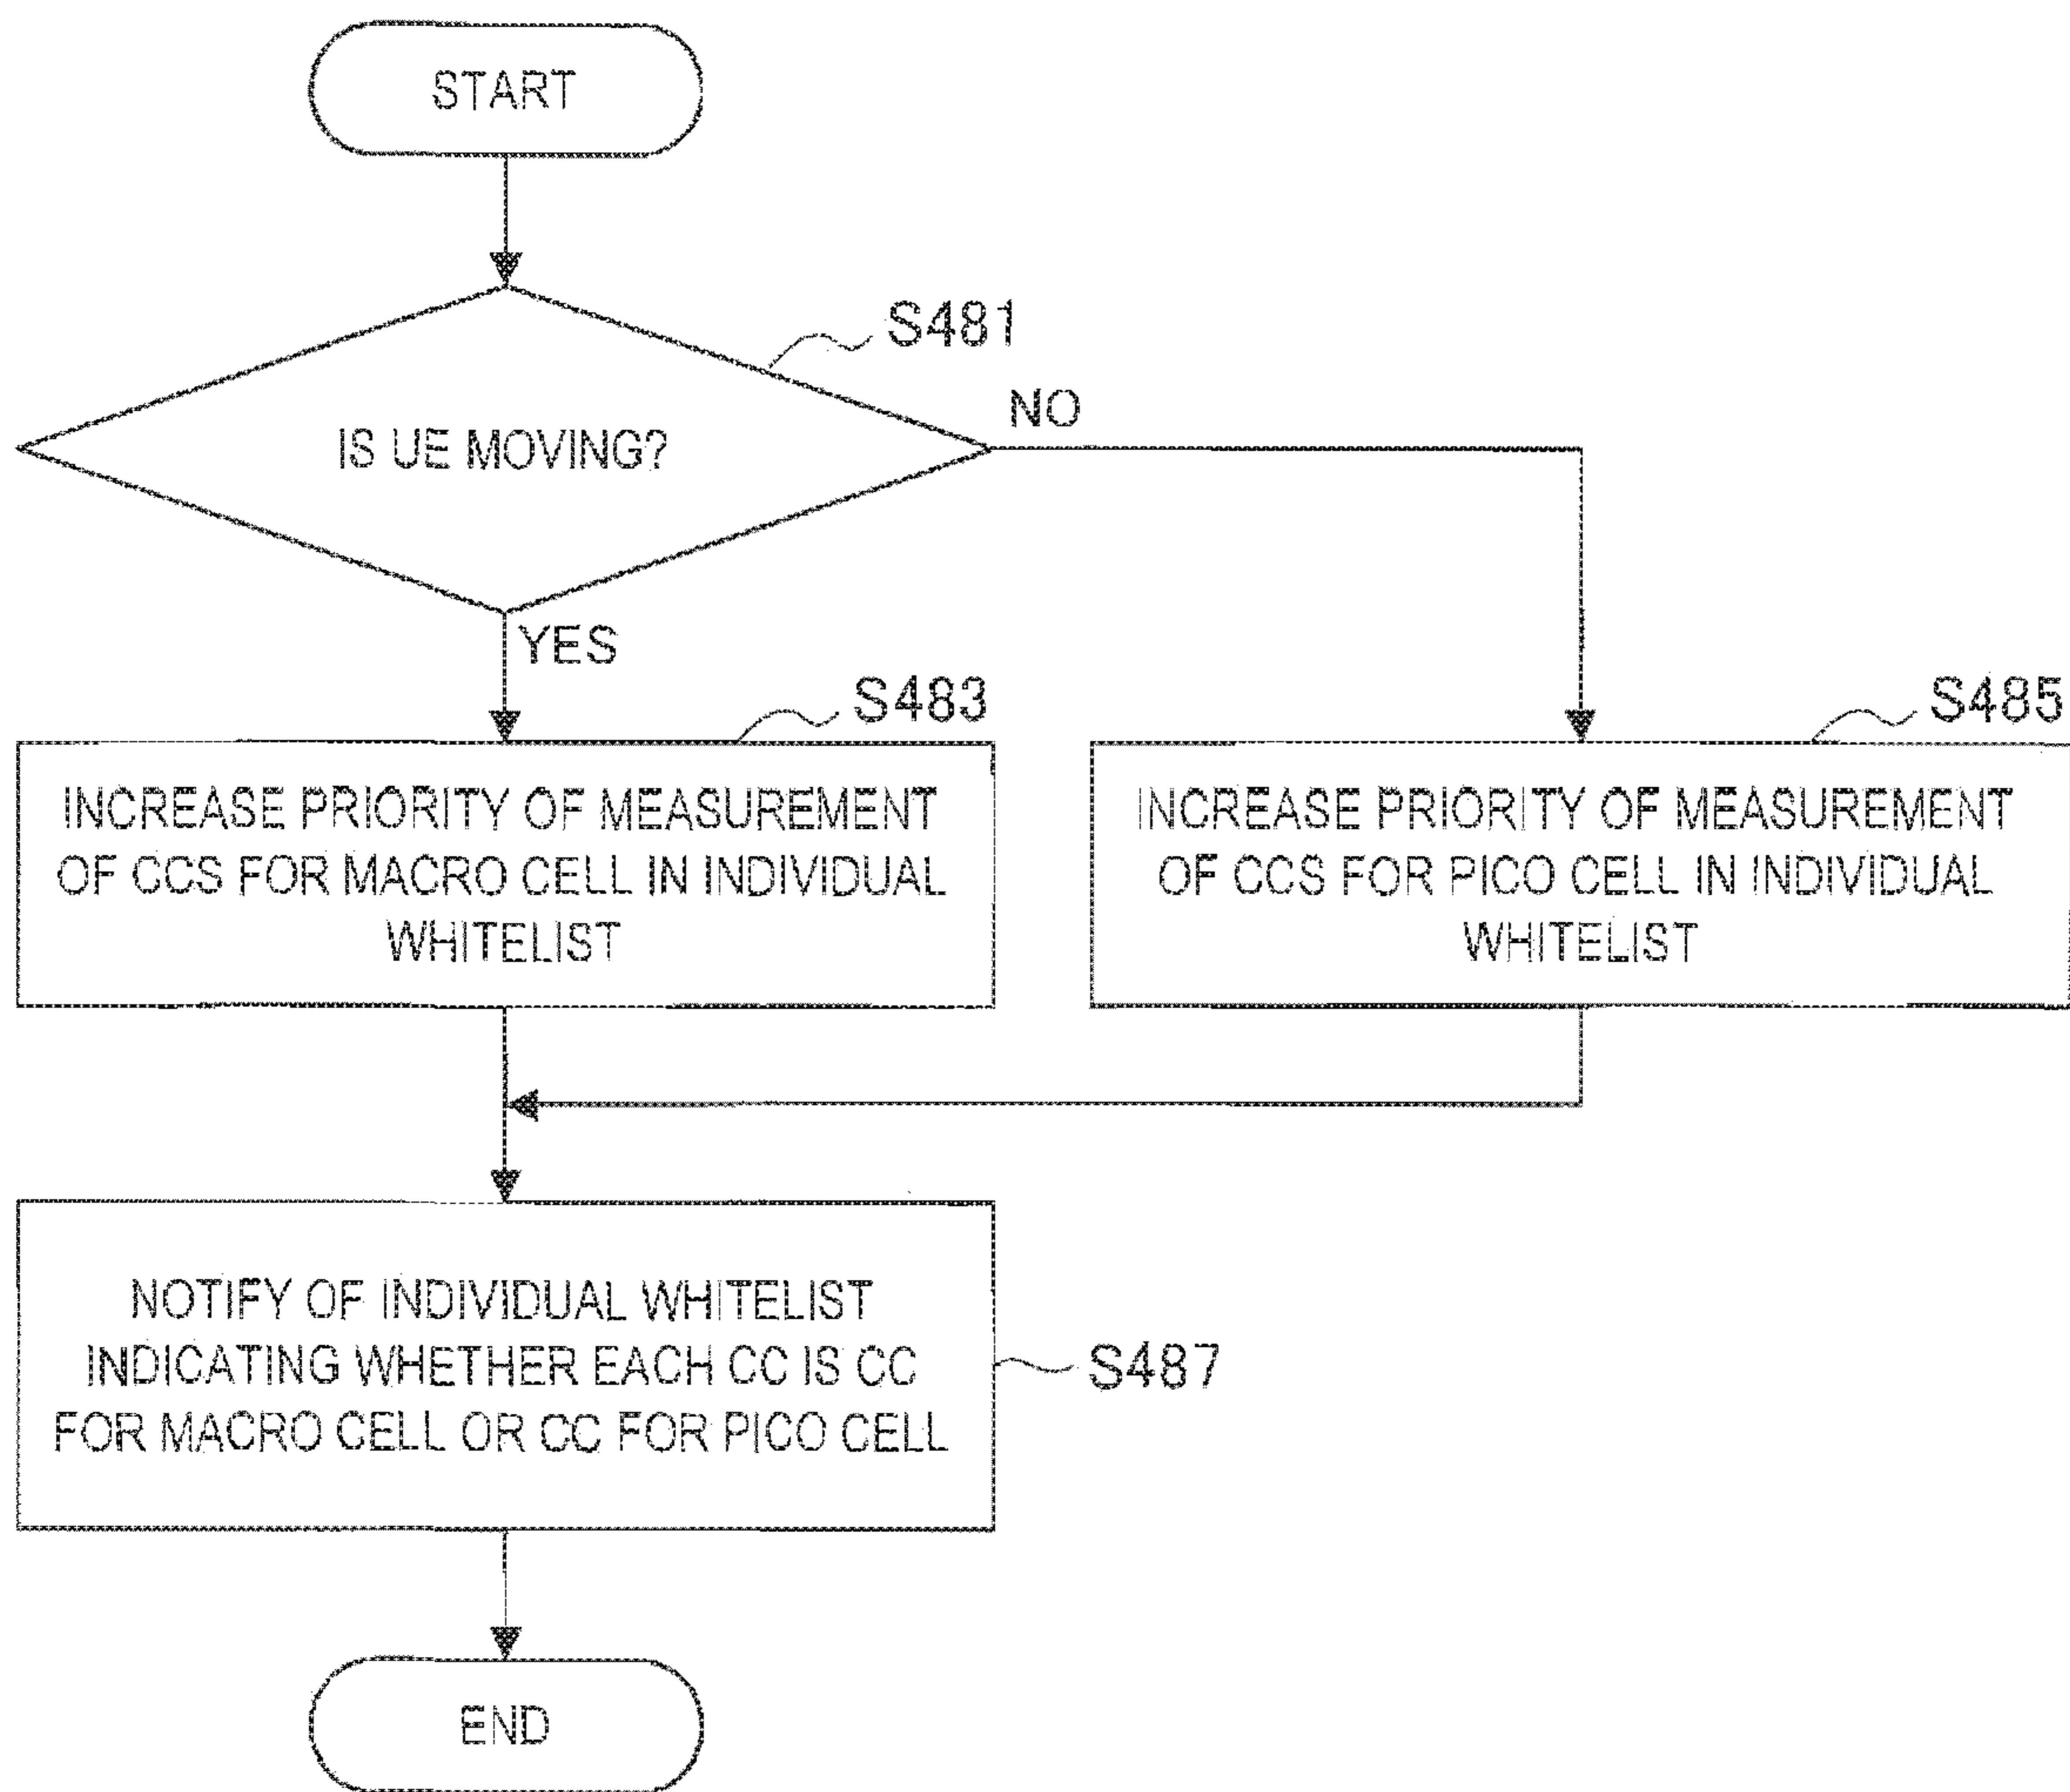 START
S481
IS UE MOVING?
NO
YES
S483
INCREASE PRIORITY OF MEASUREMENT
OF CCS FOR MACRO CELL IN INDIVIDUAL
WHITELIST
S485
INCREASE PRIORITY OF MEASUREMENT
OF CCS FOR PICO CELL IN INDIVIDUAL
WHITELIST
NOTIFY OF INDIVIDUAL WHITELIST
INDICATING WHETHER EACH CC IS CC
FOR MACRO CELL OR CC FOR PICO CELL
S487
END